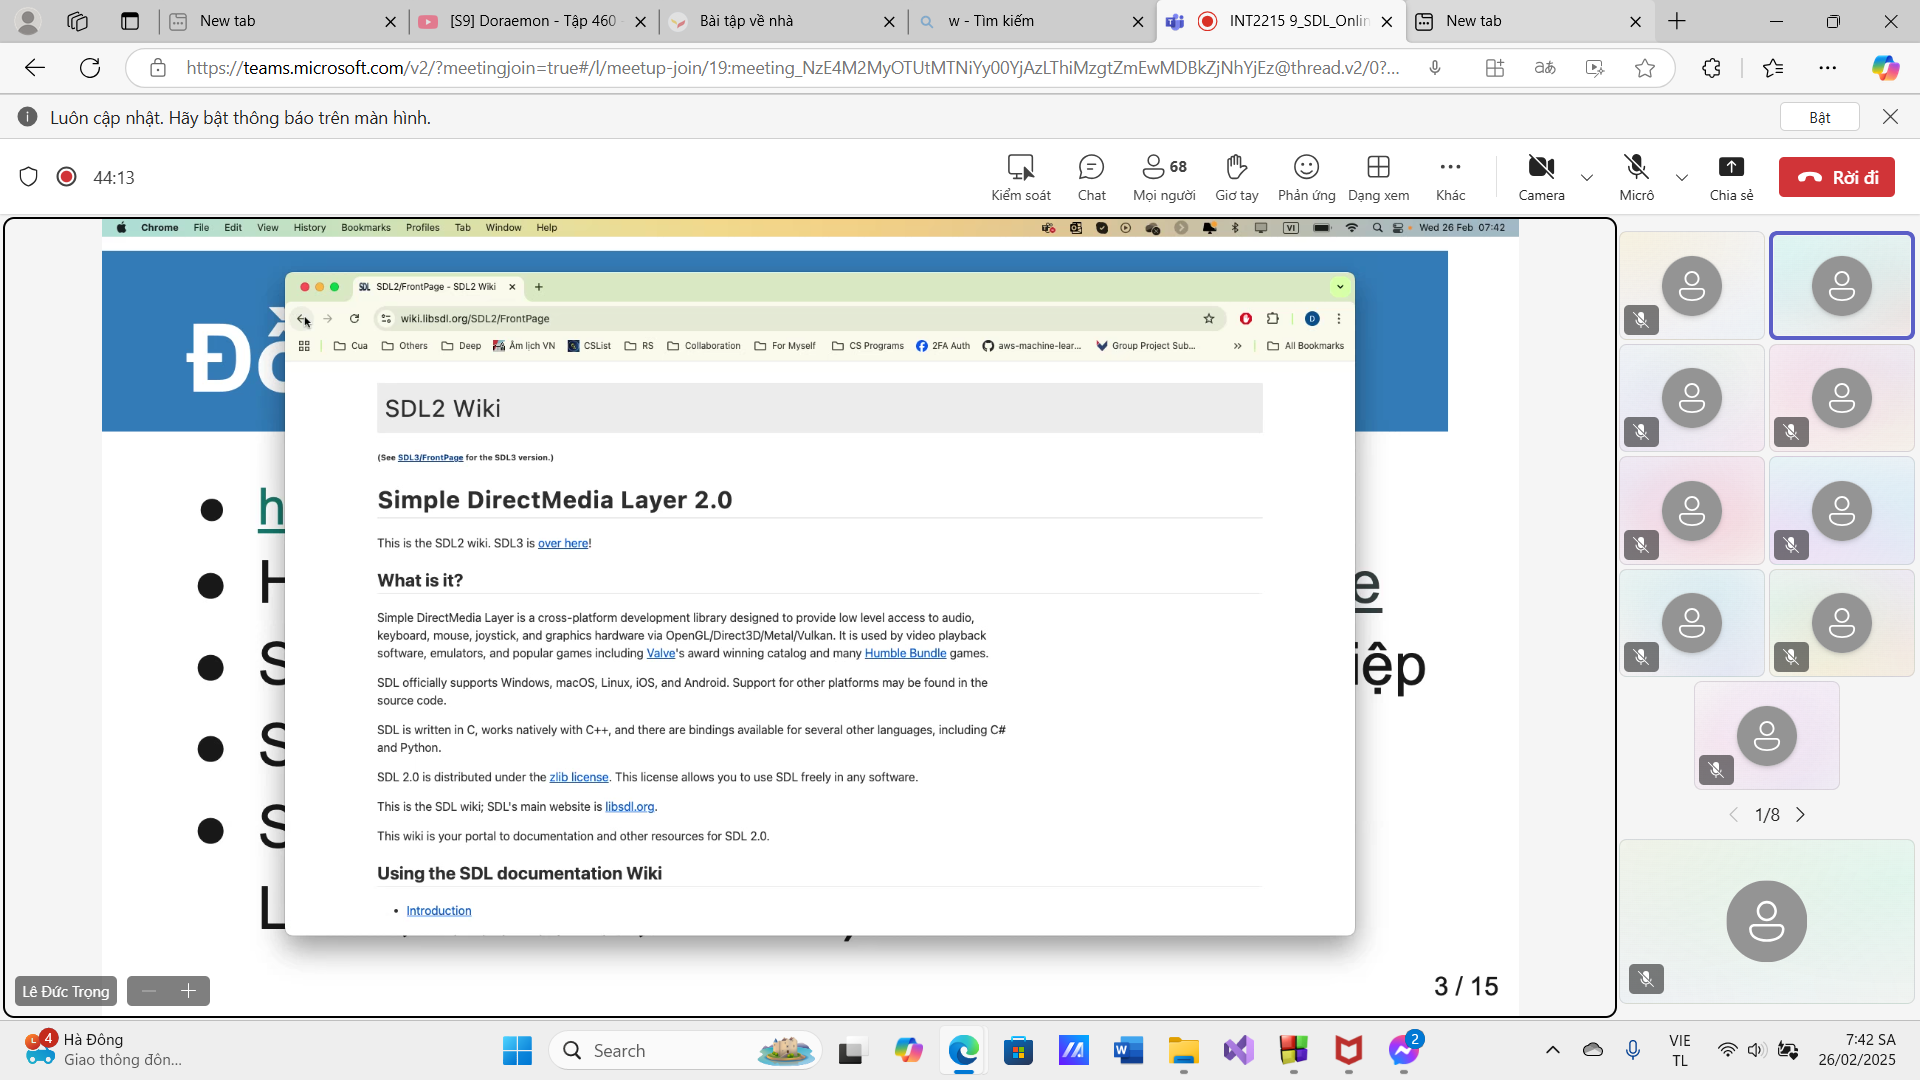 New tab
[S9] Doraemon - Tập 460
Bài tập về nhà
w - Tìm kiếm
INT2215 9_SDL_Onlin
New tab
https://teams.microsoft.com/v2/?meetingjoin=true#/l/meetup-join/19:meeting_NzE4M2MyOTUtMTNiYy00YjAzLThiMzgtZmEwMDBkZjNhYjEz@thread.v2/0?...
Luôn cập nhật. Hãy bật thông báo trên màn hình.
Bật
44:13
68
Kiểm soát
Chat
Mọi người
Giơ tay
Phản ứng
Dạng xem
Khác
Camera
Micrô
Chia sẻ
Rời đi
Chrome File Edit View History Bookmarks Profiles Tab Window Help
VI
Wed 26 Feb 07:42
SDL SDL2/FrontPage - SDL2 Wiki
wiki.libsdl.org/SDL2/FrontPage
D
Cua Others Deep Âm lịch VN CSList RS Collaboration For Myself CS Programs 2FA Auth aws-machine-lear... Group Project Sub... All Bookmarks
SDL2 Wiki
(See SDL3/FrontPage for the SDL3 version.)
Simple DirectMedia Layer 2.0
This is the SDL2 wiki. SDL3 is over here!
What is it?
Simple DirectMedia Layer is a cross-platform development library designed to provide low level access to audio,
keyboard, mouse, joystick, and graphics hardware via OpenGL/Direct3D/Metal/Vulkan. It is used by video playback
software, emulators, and popular games including Valve's award winning catalog and many Humble Bundle games.
SDL officially supports Windows, macOS, Linux, iOS, and Android. Support for other platforms may be found in the
source code.
SDL is written in C, works natively with C++, and there are bindings available for several other languages, including C#
and Python.
SDL 2.0 is distributed under the zlib license. This license allows you to use SDL freely in any software.
This is the SDL wiki; SDL's main website is libsdl.org.
This wiki is your portal to documentation and other resources for SDL 2.0.
Using the SDL documentation Wiki
• Introduction
Đồ
• h
• H
e
• S
iệp
• S
• S
L
3 / 15
Lê Đức Trọng
1/8
4
Hà Đông
Giao thông đôn...
Search
2
VIE
TL
7:42 SA
26/02/2025